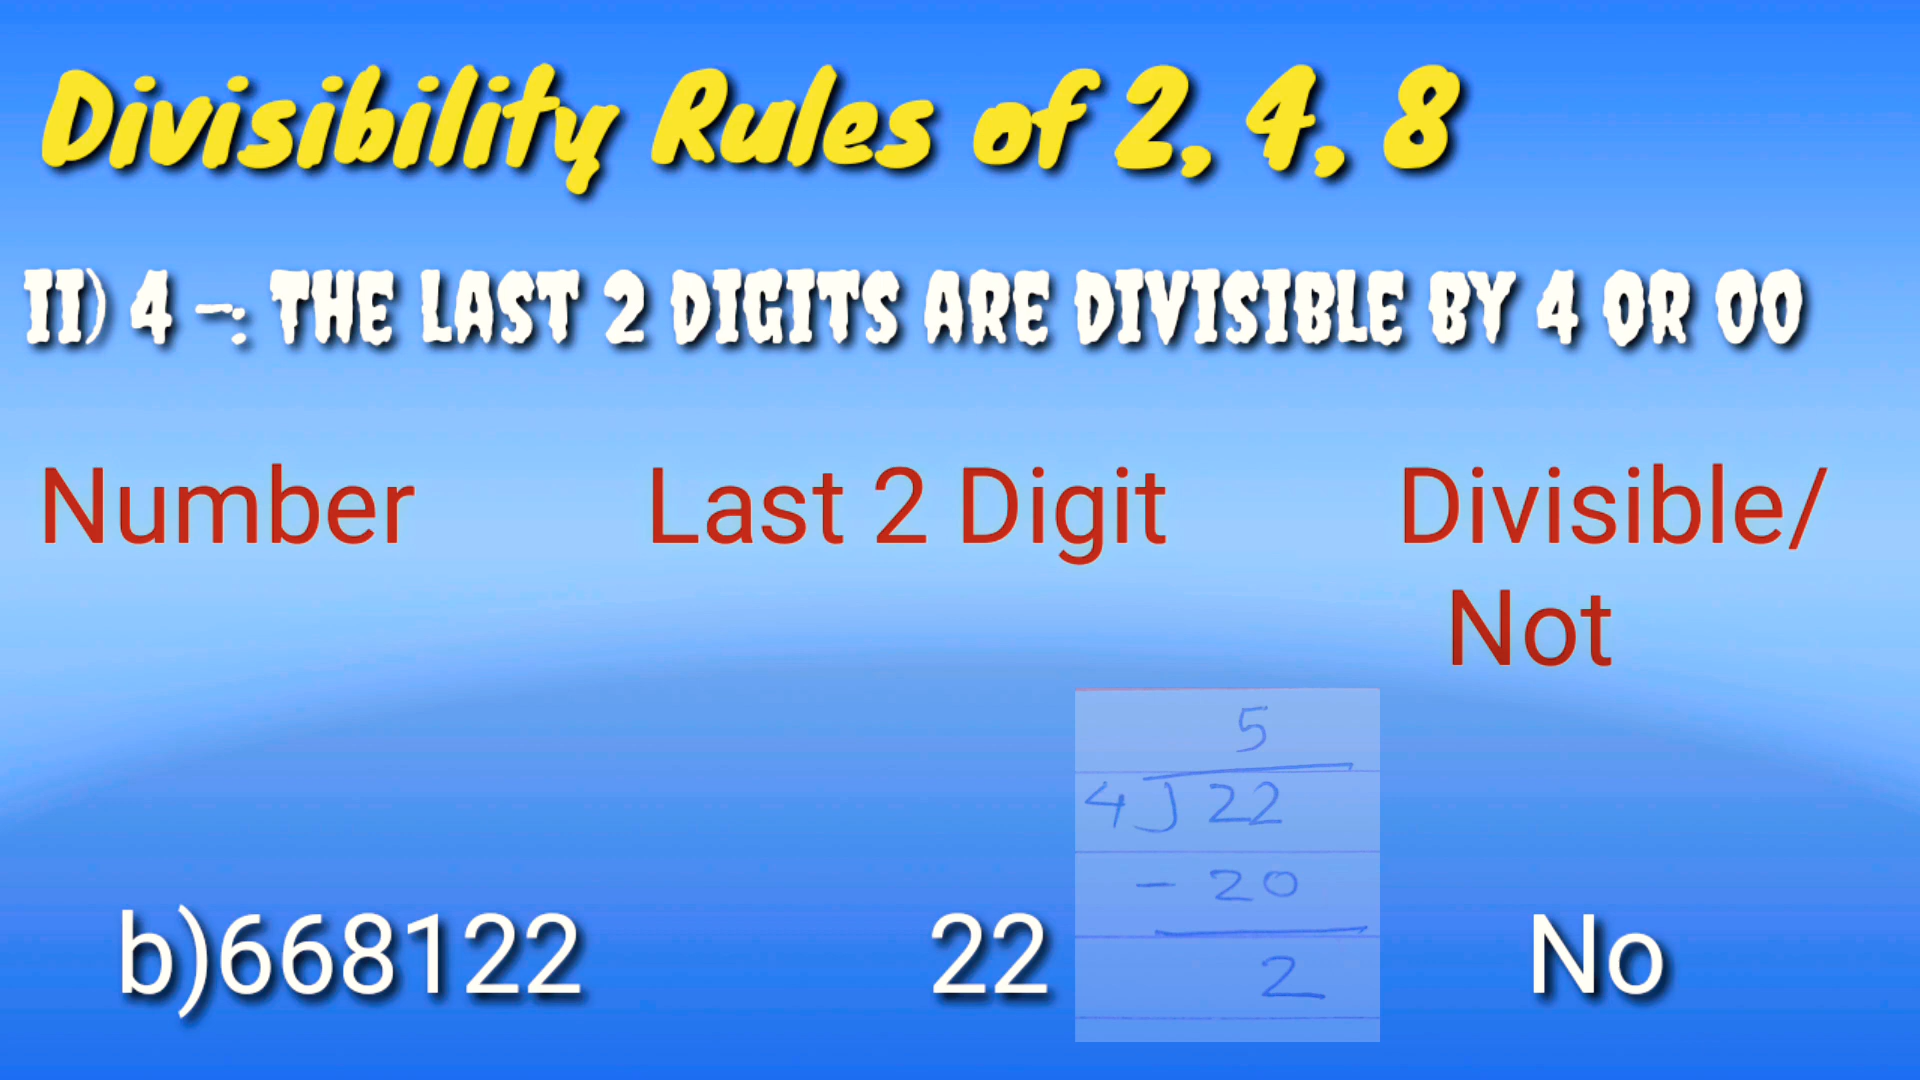 Divisibility Rules of 2, 4, 8
II) 4 -: THE LAST 2 DIGITS ARE DIVISIBLE BY 4 OR 00
Number Last 2 Digit Divisible/
Not
5
4 22
- 20
2
b)668122 22 No